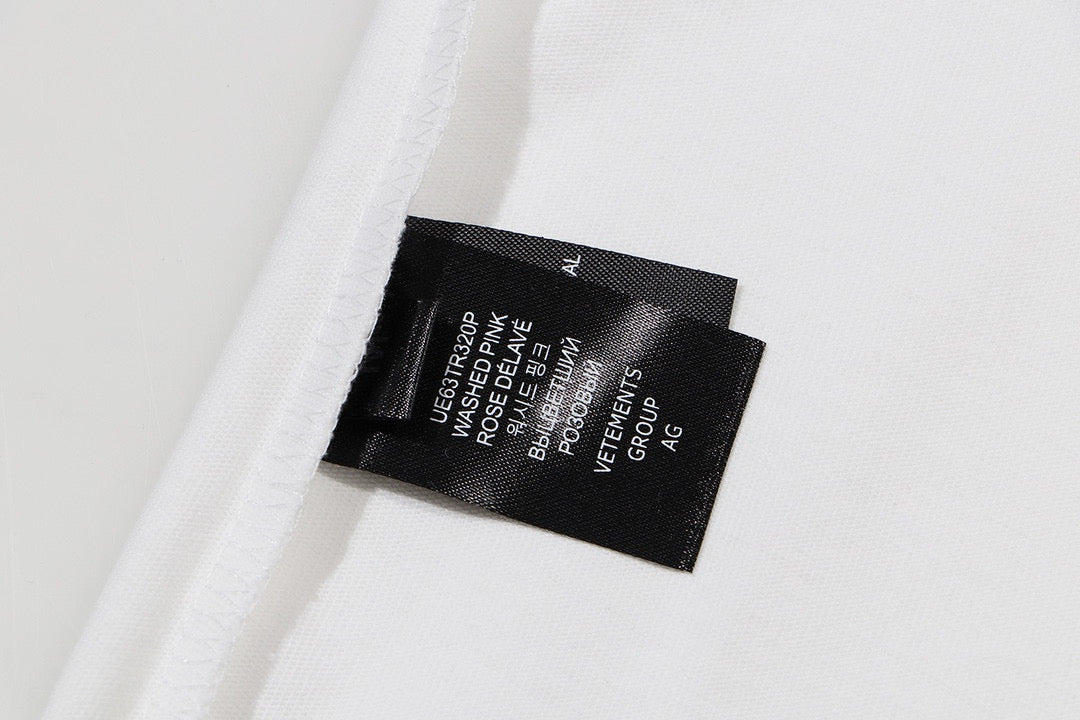 UE63TR320P
WASHED PINK
ROSE DÉLAVÉ
워시드 핑크
ВЫЦВЕТШИЙ
РОЗОВЫЙ
VETEMENTS
GROUP
AG
AL